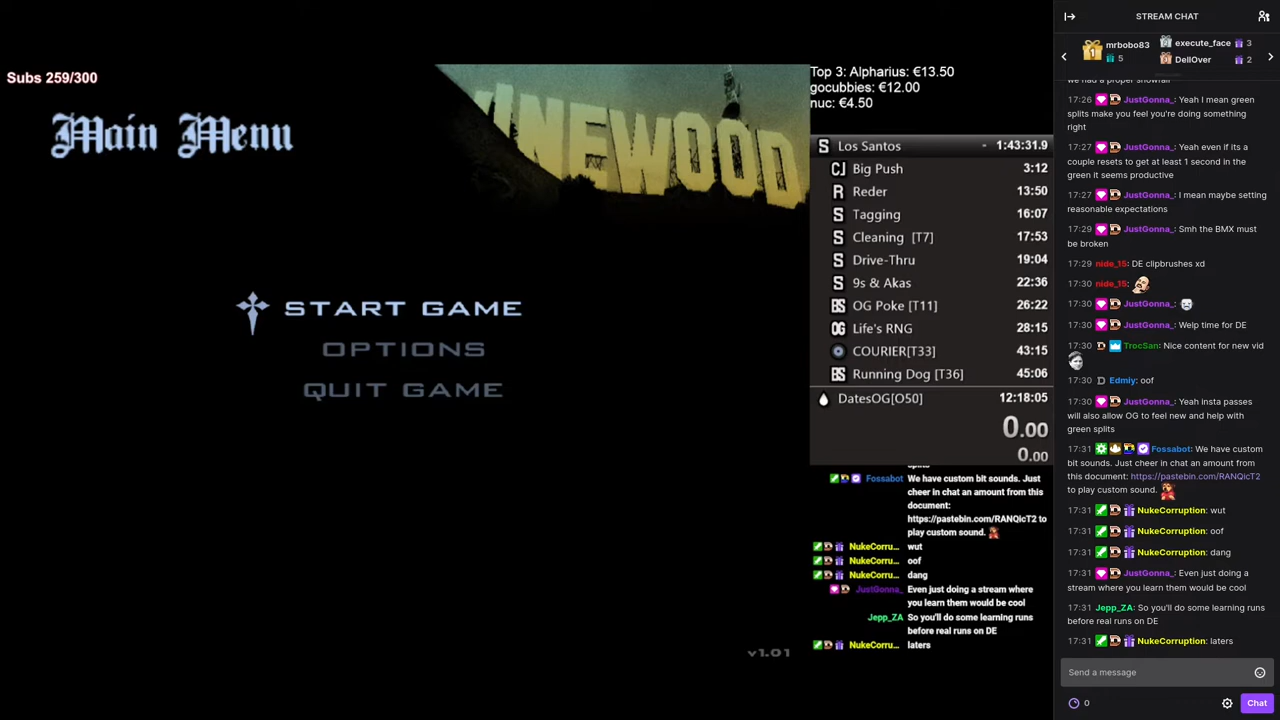 Subs 259/300
Main Menu
VINEWOOD
START GAME
OPTIONS
QUIT GAME
v1.01
Top 3: Alpharius: €13.50
gocubbies: €12.00
nuc: €4.50
S Los Santos - 1:43:31.9
CJ Big Push 3:12
R Reder 13:50
S Tagging 16:07
S Cleaning [T7] 17:53
S Drive-Thru 19:04
S 9s & Akas 22:36
BS OG Poke [T11] 26:22
OG Life's RNG 28:15
COURIER[T33] 43:15
BS Running Dog [T36] 45:06
DatesOG[O50] 12:18:05
0.00
0.00
Fossabot We have custom bit sounds. Just
cheer in chat an amount from this
document:
https://pastebin.com/RANQicT2 to
play custom sound.
NukeCorru... wut
NukeCorru... oof
NukeCorru... dang
JustGonna_ Even just doing a stream where
you learn them would be cool
Jepp_ZA So you'll do some learning runs
before real runs on DE
NukeCorru... laters
STREAM CHAT
1 mrbobo83
5
execute_face 3
DellOver 2
17:26 JustGonna_: Yeah I mean green
splits make you feel you're doing something
right
17:27 JustGonna_: Yeah even if its a
couple resets to get at least 1 second in the
green it seems productive
17:27 JustGonna_: I mean maybe setting
reasonable expectations
17:29 JustGonna_: Smh the BMX must
be broken
17:29 nide_15: DE clipbrushes xd
17:30 nide_15:
17:30 JustGonna_:
17:30 JustGonna_: Welp time for DE
17:30 TrocSan: Nice content for new vid
17:30 Edmiy: oof
17:30 JustGonna_: Yeah insta passes
will also allow OG to feel new and help with
green splits
17:31 Fossabot: We have custom
bit sounds. Just cheer in chat an amount from
this document: https://pastebin.com/RANQicT2
to play custom sound.
17:31 NukeCorruption: wut
17:31 NukeCorruption: oof
17:31 NukeCorruption: dang
17:31 JustGonna_: Even just doing a
stream where you learn them would be cool
17:31 Jepp_ZA: So you'll do some learning runs
before real runs on DE
17:31 NukeCorruption: laters
Send a message
0
Chat